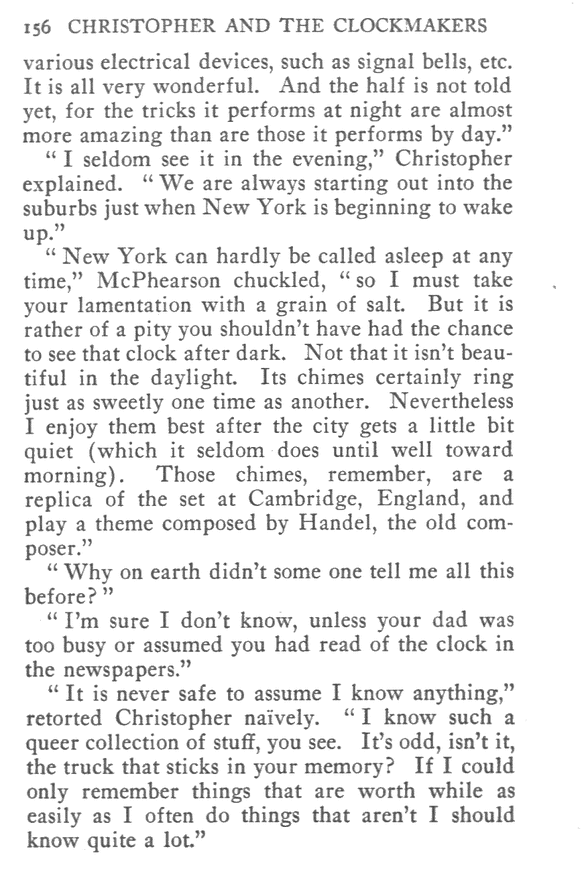 156 CHRISTOPHER AND THE CLOCKMAKERS
various electrical devices, such as signal bells, etc.
It is all very wonderful. And the half is not told
yet, for the tricks it performs at night are almost
more amazing than are those it performs by day.”
“ I seldom see it in the evening,” Christopher
explained. “ We are always starting out into the
suburbs just when New York is beginning to wake
up.”
“ New York can hardly be called asleep at any
time,” McPhearson chuckled, “ so I must take
your lamentation with a grain of salt. But it is
rather of a pity you shouldn’t have had the chance
to see that clock after dark. Not that it isn’t beau-
tiful in the daylight. Its chimes certainly ring
just as sweetly one time as another. Nevertheless
I enjoy them best after the city gets a little bit
quiet (which it seldom does until well toward
morning). Those chimes, remember, are a
replica of the set at Cambridge, England, and
play a theme composed by Handel, the old com-
poser.”
“ Why on earth didn’t some one tell me all this
before? ”
“ I’m sure I don’t know, unless your dad was
too busy or assumed you had read of the clock in
the newspapers.”
“ It is never safe to assume I know anything,”
retorted Christopher naïvely. “ I know such a
queer collection of stuff, you see. It’s odd, isn’t it,
the truck that sticks in your memory? If I could
only remember things that are worth while as
easily as I often do things that aren’t I should
know quite a lot.”